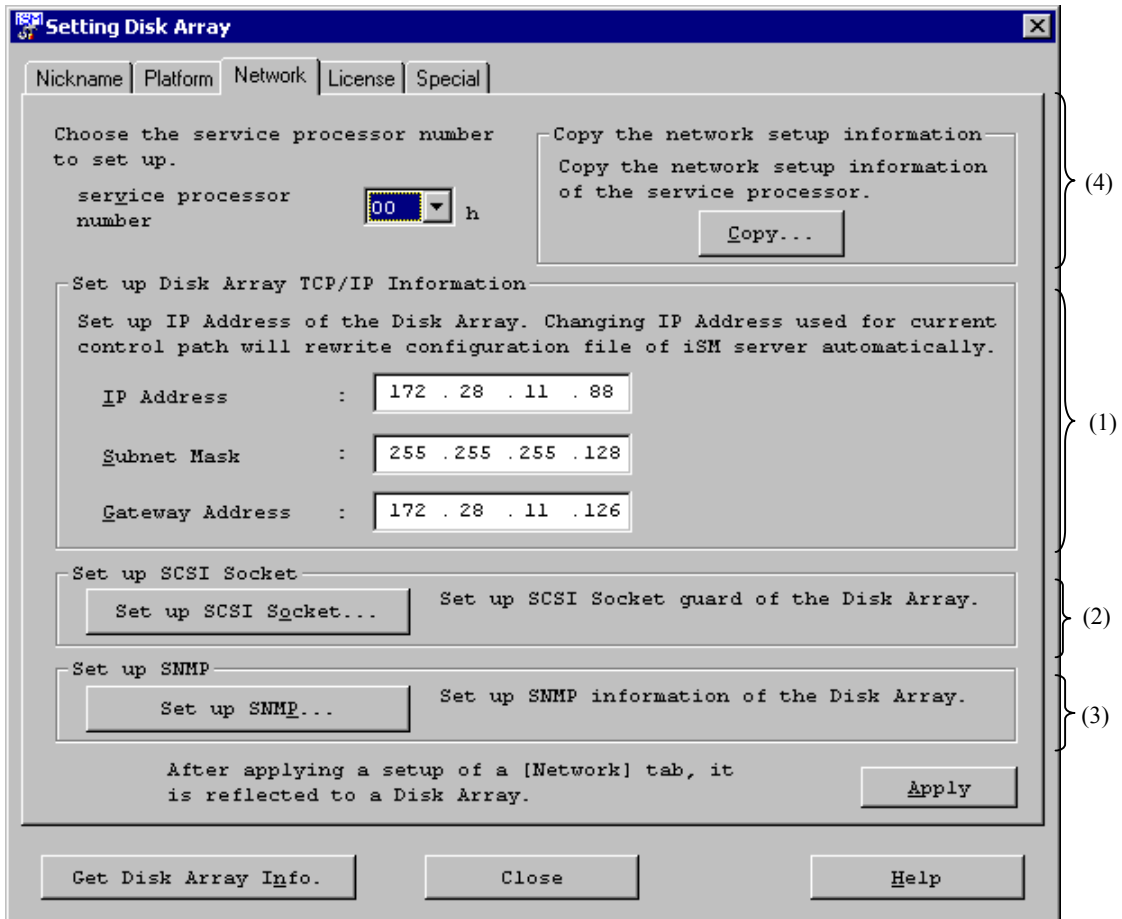 iSM Setting Disk Array
Nickname Platform Network License Special
Choose the service processor number
to set up.
service processor
number
00 h
Copy the network setup information
Copy the network setup information
of the service processor.
Copy...
(4)
Set up Disk Array TCP/IP Information
Set up IP Address of the Disk Array. Changing IP Address used for current
control path will rewrite configuration file of iSM server automatically.
IP Address : 172 . 28 . 11 . 88
Subnet Mask : 255 .255 .255 .128
Gateway Address : 172 . 28 . 11 .126
(1)
Set up SCSI Socket
Set up SCSI Socket... Set up SCSI Socket guard of the Disk Array.
(2)
Set up SNMP
Set up SNMP... Set up SNMP information of the Disk Array.
(3)
After applying a setup of a [Network] tab, it
is reflected to a Disk Array.
Apply
Get Disk Array Info. Close Help